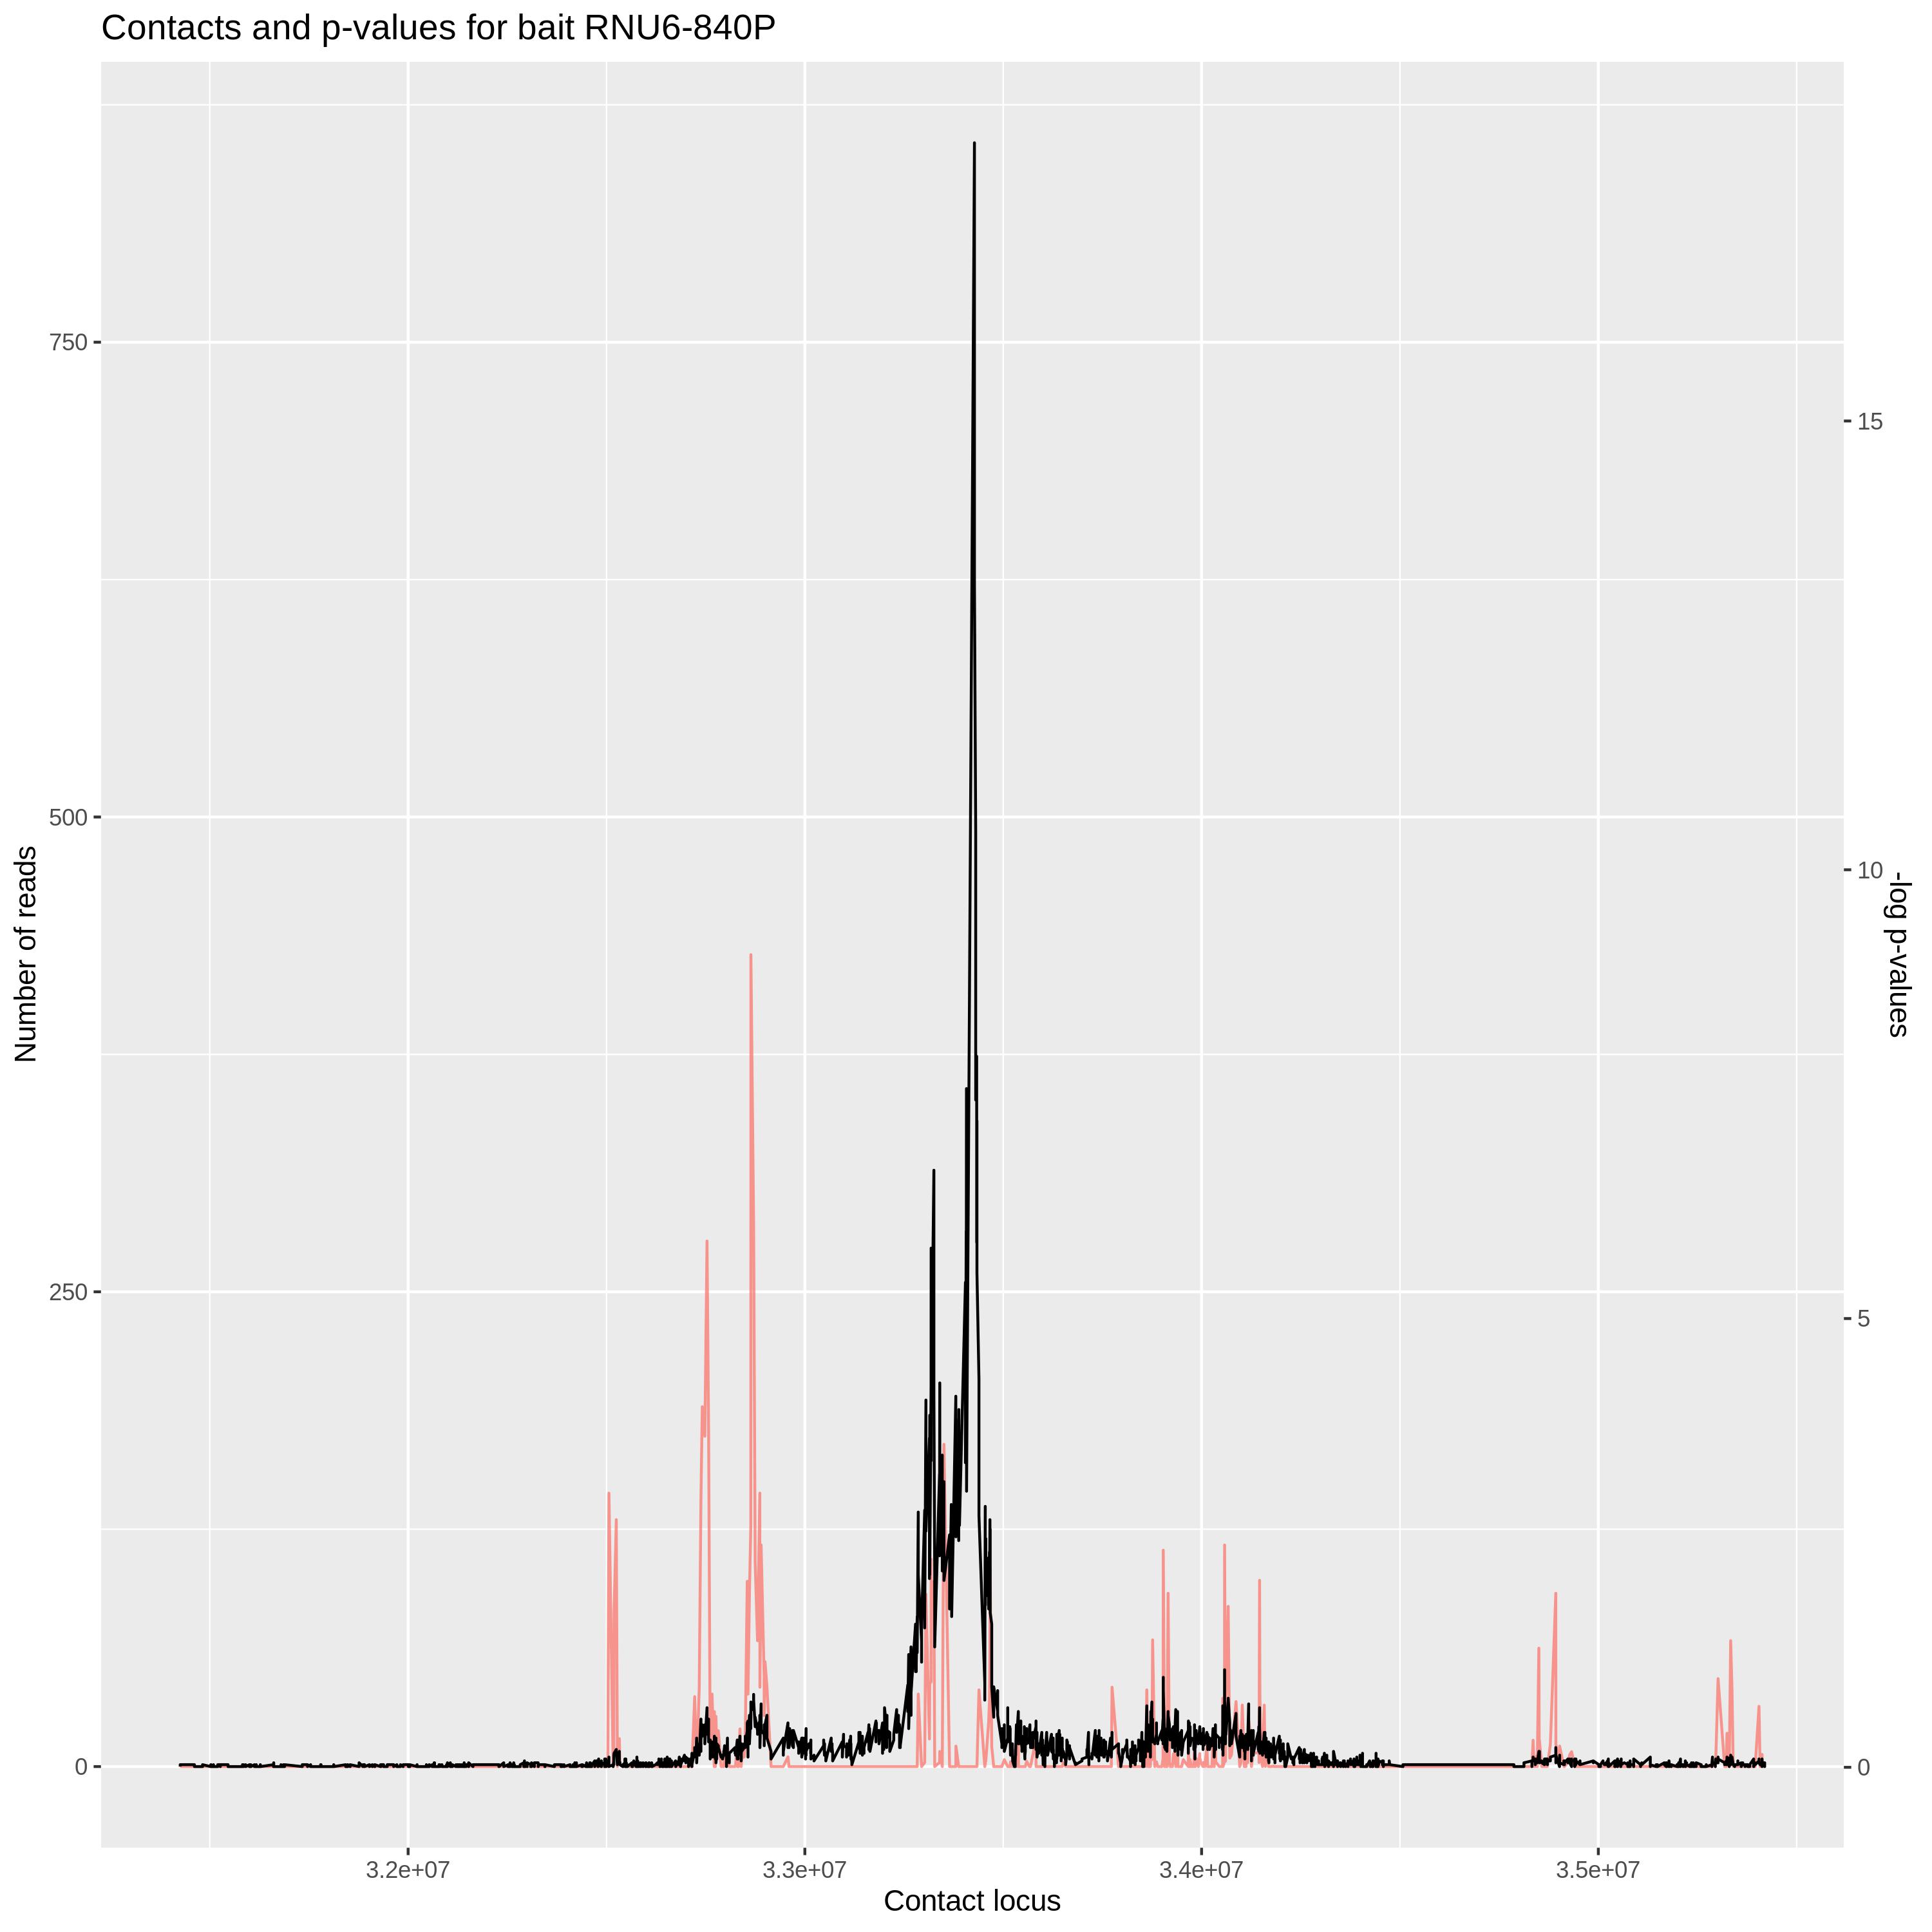 Contacts and p-values for bait RNU6-840P
750
500
250
0
15
10
5
0
Number of reads
-log p-values
3.2e+07
3.3e+07
3.4e+07
3.5e+07
Contact locus